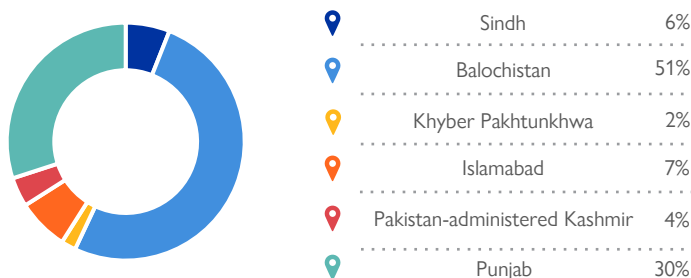 Sindh 6%
Balochistan 51%
Khyber Pakhtunkhwa 2%
Islamabad 7%
Pakistan-administered Kashmir 4%
Punjab 30%